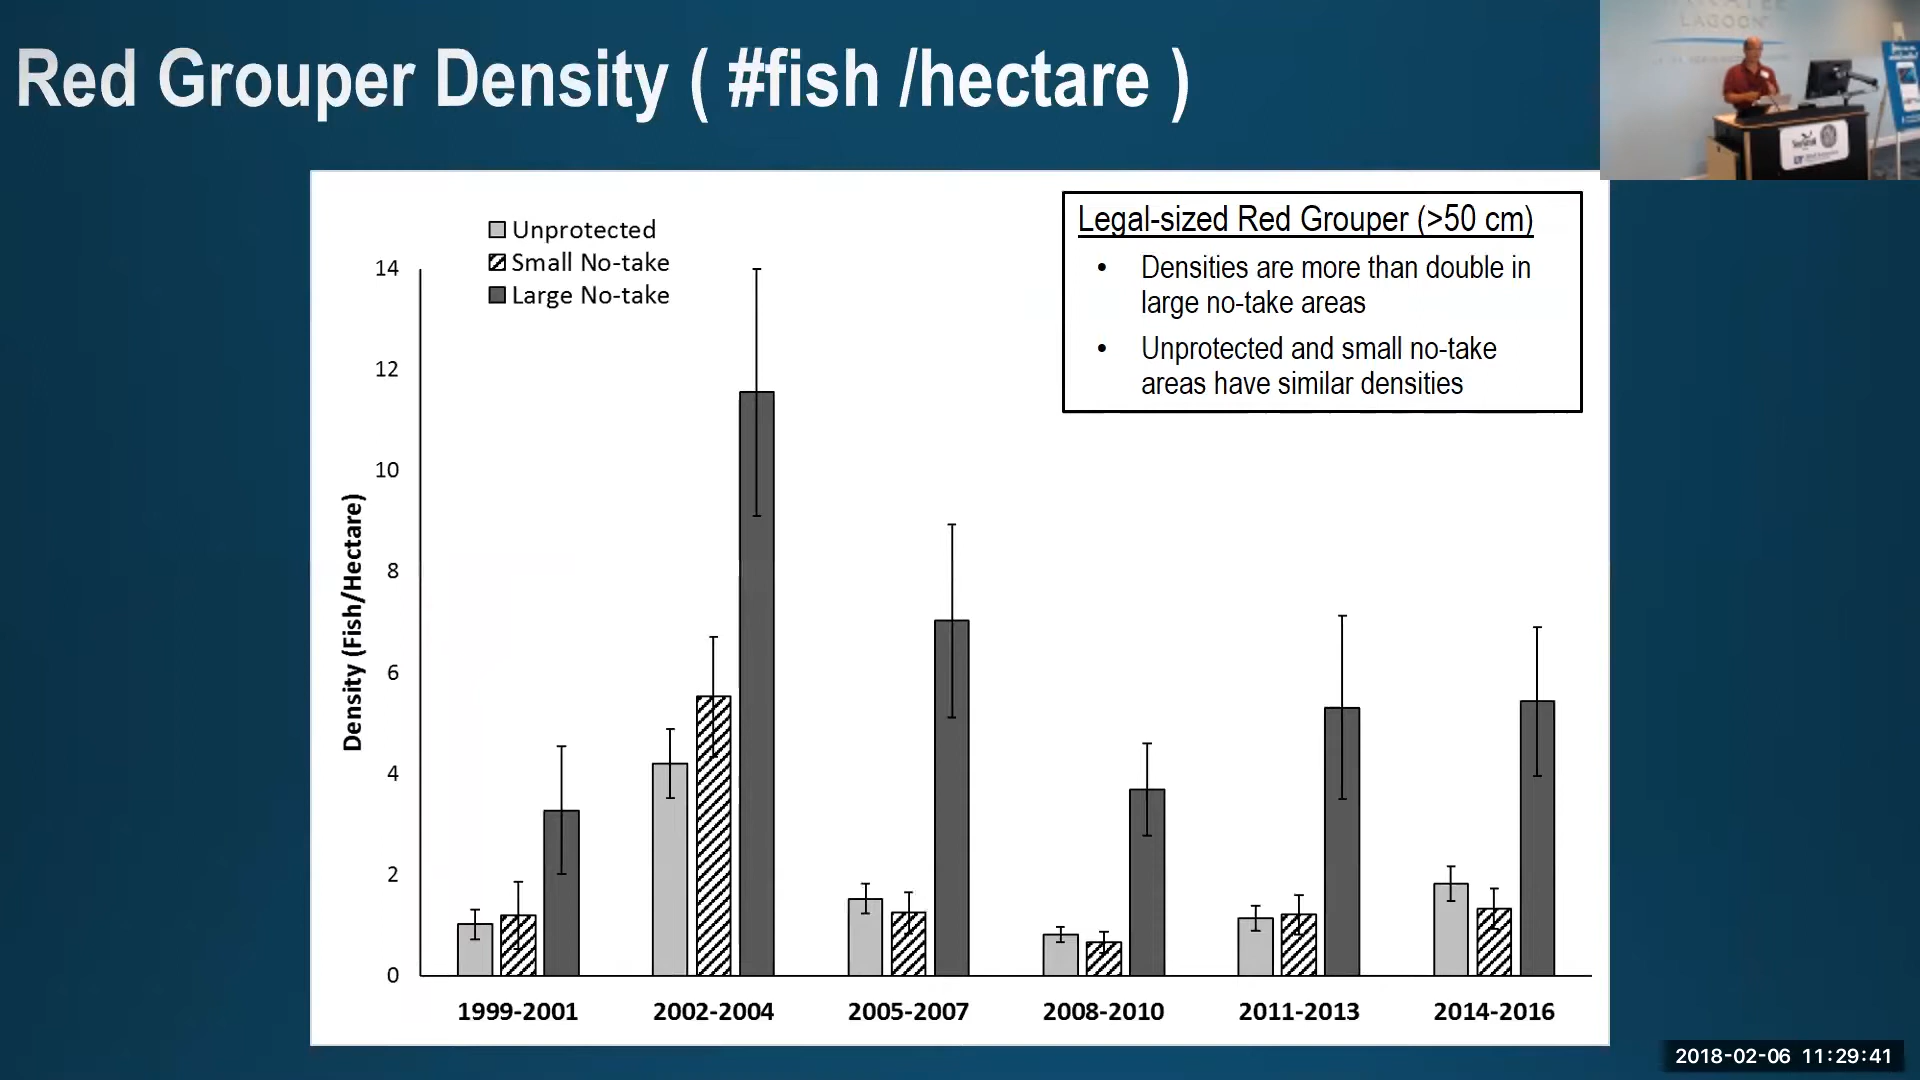 Red Grouper Density ( #fish /hectare )
LAGOON
Unprotected
Small No-take
Large No-take
Legal-sized Red Grouper (>50 cm)
• Densities are more than double in
large no-take areas
• Unprotected and small no-take
areas have similar densities
Density (Fish/Hectare)
14
12
10
8
6
4
2
0
1999-2001
2002-2004
2005-2007
2008-2010
2011-2013
2014-2016
2018-02-06 11:29:41